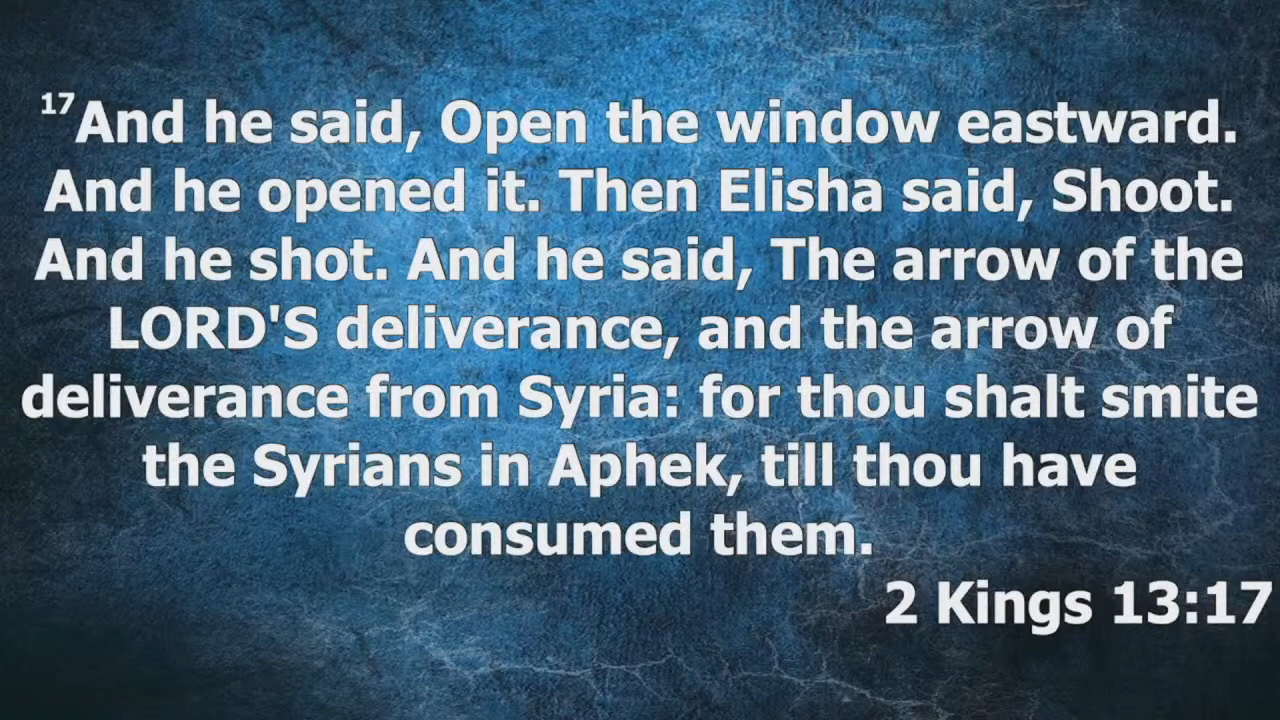 17And he said, Open the window eastward.
And he opened it. Then Elisha said, Shoot.
And he shot. And he said, The arrow of the
LORD'S deliverance, and the arrow of
deliverance from Syria: for thou shalt smite
the Syrians in Aphek, till thou have
consumed them.
2 Kings 13:17